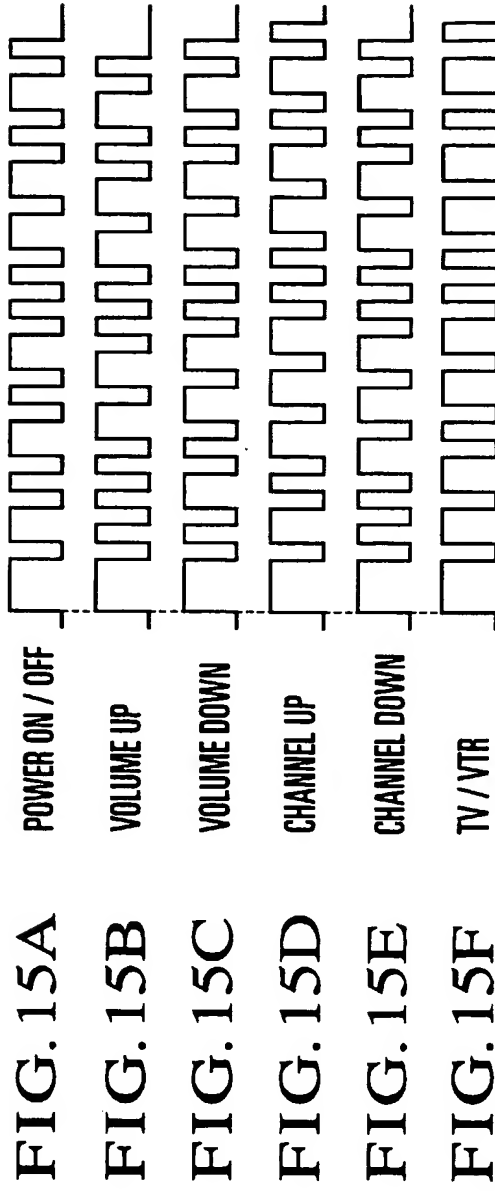 FIG. 15A POWER ON / OFF
FIG. 15B VOLUME UP
FIG. 15C VOLUME DOWN
FIG. 15D CHANNEL UP
FIG. 15E CHANNEL DOWN
FIG. 15F TV / VTR